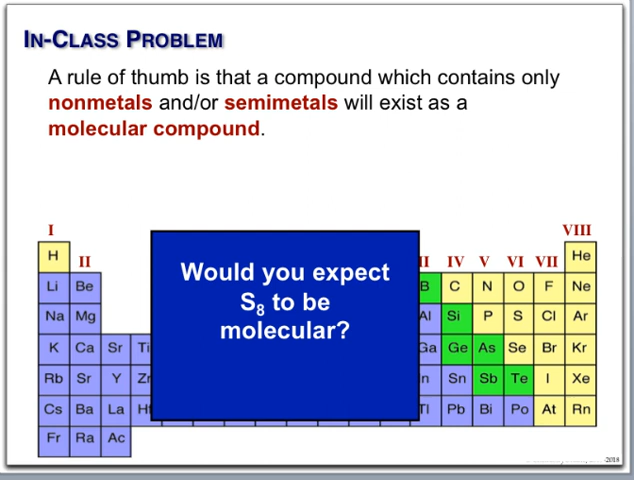 IN-CLASS PROBLEM
A rule of thumb is that a compound which contains only
nonmetals and/or semimetals will exist as a
molecular compound.
I VIII
H II II IV V VI VII He
Li Be B C N O F Ne
Na Mg Al Si P S Cl Ar
K Ca Sr Ti Ga Ge As Se Br Kr
Rb Sr Y Zr In Sn Sb Te I Xe
Cs Ba La Hf Tl Pb Bi Po At Rn
Fr Ra Ac
Would you expect
S8 to be
molecular?
2018